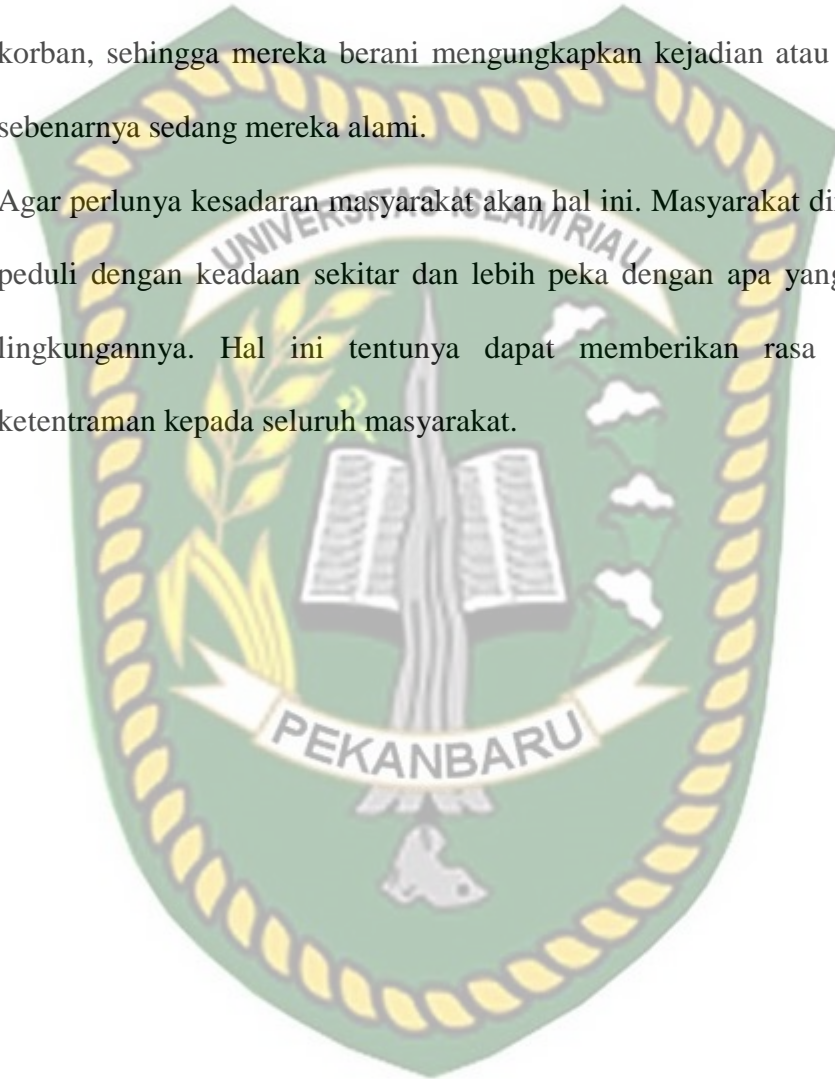 korban, sehingga mereka berani mengungkapkan kejadian atau
sebenarnya sedang mereka alami.
Agar perlunya kesadaran masyarakat akan hal ini. Masyarakat
peduli dengan keadaan sekitar dan lebih peka dengan apa yang
lingkungannya. Hal ini tentunya dapat memberikan rasa
ketentraman kepada seluruh masyarakat.
UNIVERSITAS ISLAM RIAU
PEKANBARU